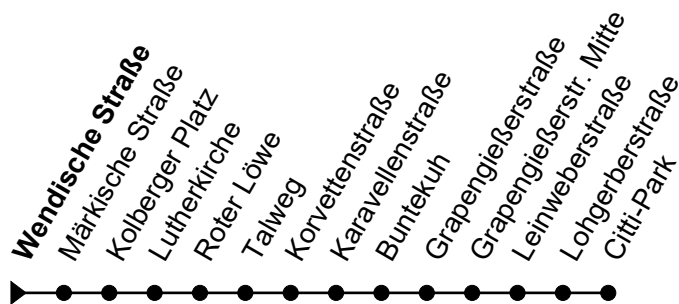 Wendische Straße
Märkische Straße
Kolberger Platz
Lutherkirche
Roter Löwe
Talweg
Korvettenstraße
Karavellenstraße
Buntekuh
Grapengießerstraße
Grapengießerstr. Mitte
Leinweberstraße
Lohgerberstraße
Citti-Park